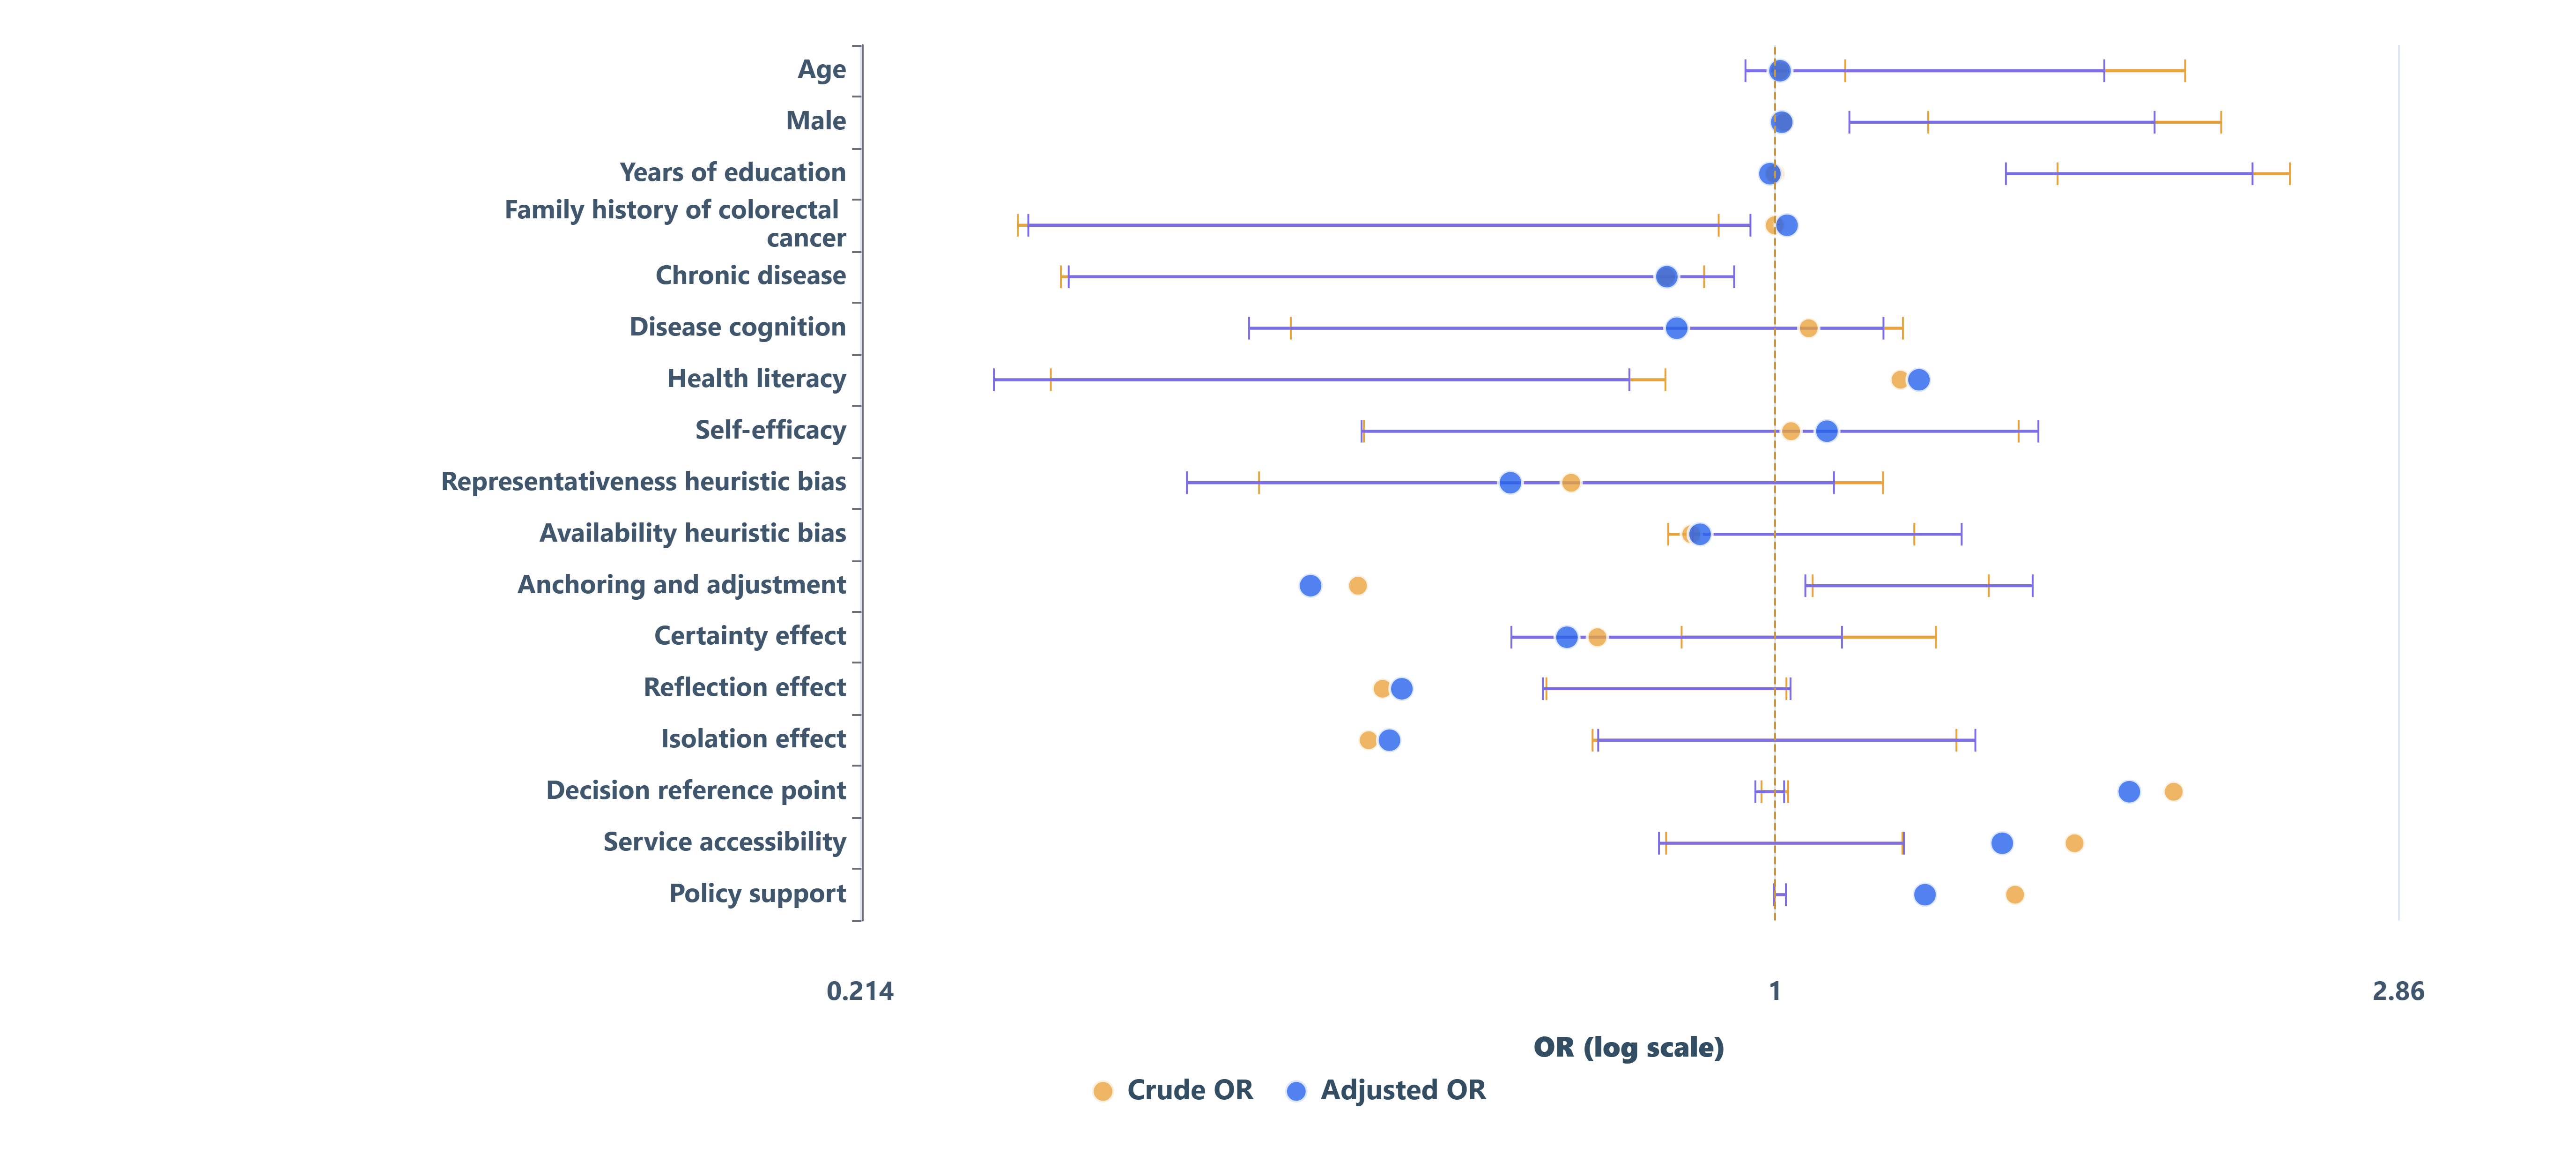 Age
Male
Years of education
Family history of colorectal
cancer
Chronic disease
Disease cognition
Health literacy
Self-efficacy
Representativeness heuristic bias
Availability heuristic bias
Anchoring and adjustment
Certainty effect
Reflection effect
Isolation effect
Decision reference point
Service accessibility
Policy support
0.214 1 2.86
OR (log scale)
Crude OR Adjusted OR